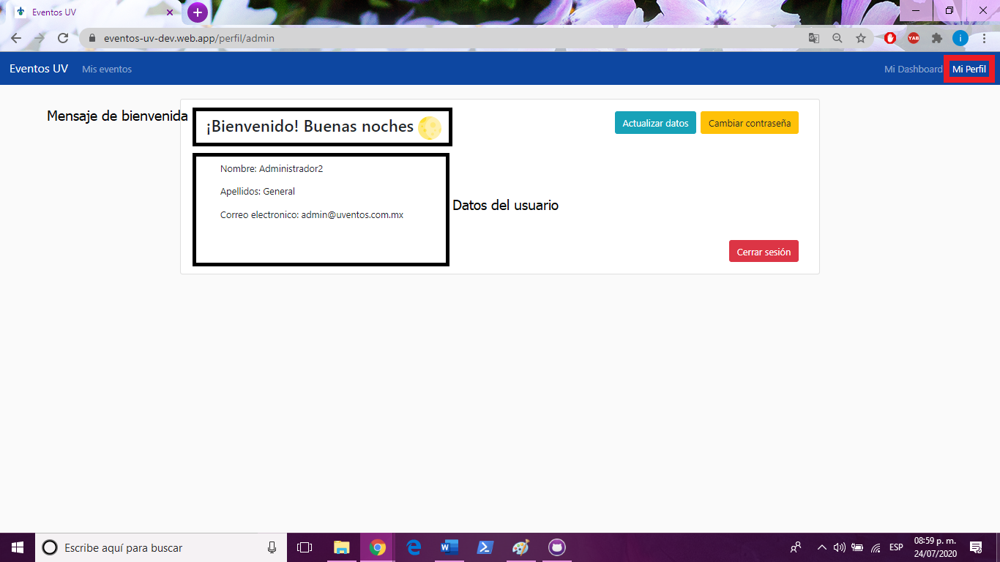 Eventos UV
eventos-uv-dev.web.app/perfil/admin
YAB
i
Eventos UV
Mis eventos
Mi Dashboard
Mi Perfil
Mensaje de bienvenida
¡Bienvenido! Buenas noches
Actualizar datos
Cambiar contraseña
Nombre: Administrador2
Apellidos: General
Correo electronico: admin@uventos.com.mx
Datos del usuario
Cerrar sesión
Escribe aquí para buscar
ESP
08:59 p. m.
24/07/2020